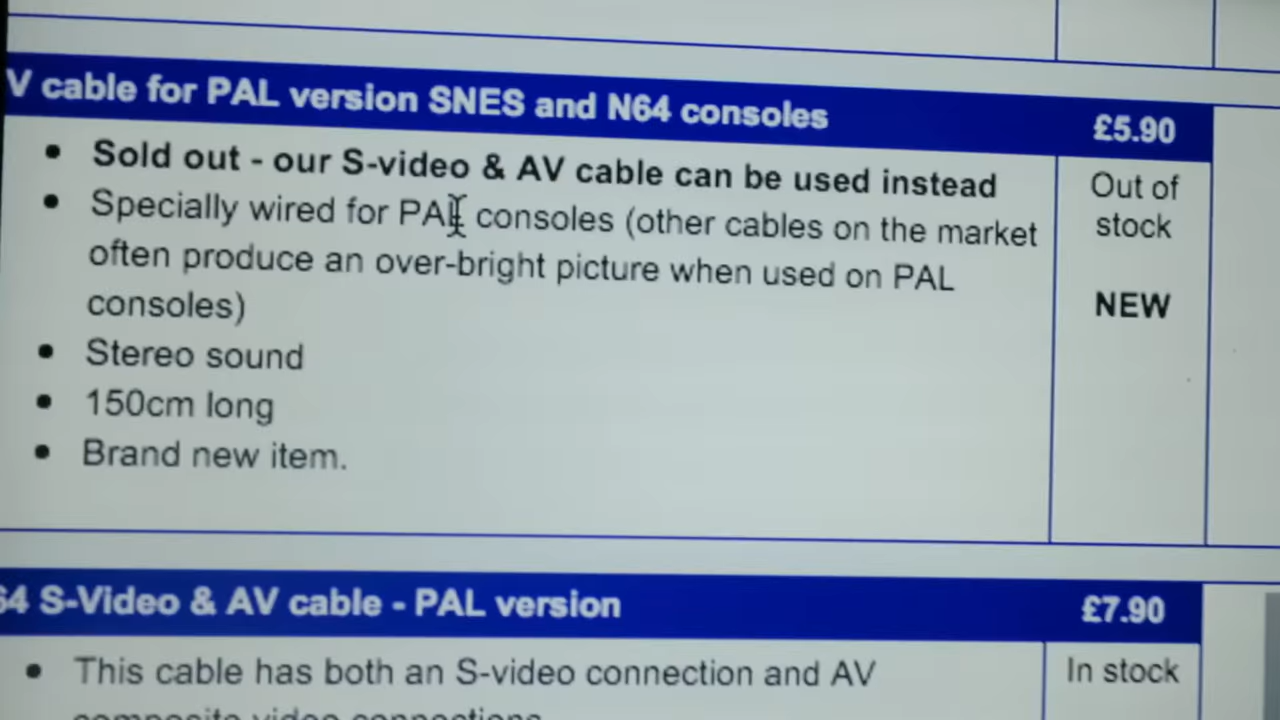 V cable for PAL version SNES and N64 consoles
£5.90
Sold out - our S-video & AV cable can be used instead
Specially wired for PAL consoles (other cables on the market
often produce an over-bright picture when used on PAL
consoles)
Stereo sound
150cm long
Brand new item.
Out of
stock
NEW
64 S-Video & AV cable - PAL version
£7.90
This cable has both an S-video connection and AV
composite video connections
In stock